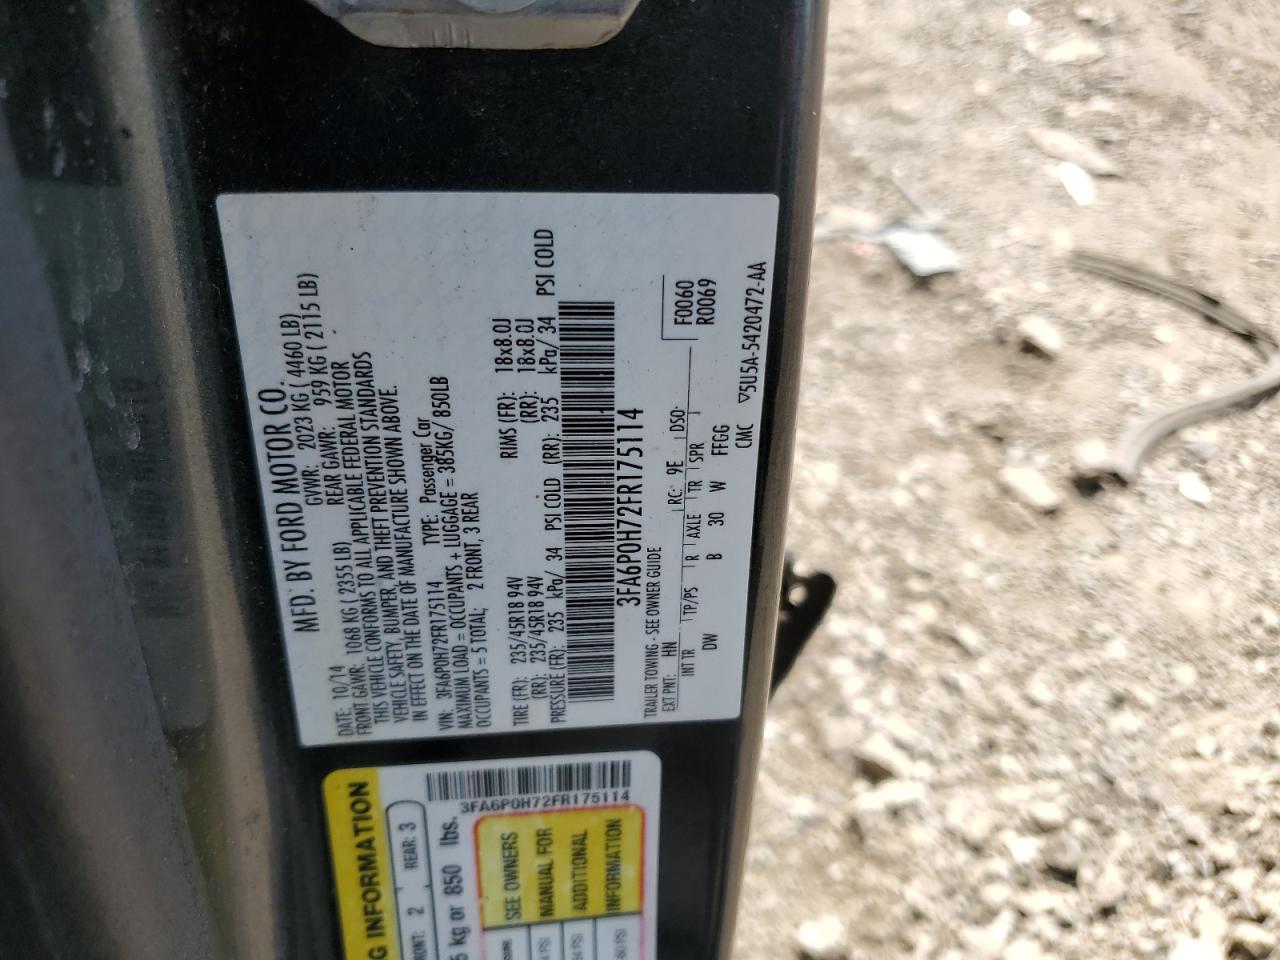 MFD. BY FORD MOTOR CO.
DATE: 10/14 GVWR: 2023 KG ( 4460 LB)
FRONT GAWR: 1068 KG ( 2355 LB) REAR GAWR: 959 KG ( 2115 LB)
THIS VEHICLE CONFORMS TO ALL APPLICABLE FEDERAL MOTOR
VEHICLE SAFETY, BUMPER, AND THEFT PREVENTION STANDARDS
IN EFFECT ON THE DATE OF MANUFACTURE SHOWN ABOVE.
VIN: 3FA6P0H72FR175114 TYPE: Passenger Car
MAXIMUM LOAD = OCCUPANTS + LUGGAGE = 385KG/ 850LB
OCCUPANTS = 5 TOTAL; 2 FRONT, 3 REAR
TIRE (FR): 235/45R18 94V RIMS (FR): 18x8.0J
(RR): 235/45R18 94V (RR): 18x8.0J
PRESSURE (FR): 235 kPa/ 34 PSI COLD (RR): 235 kPa/ 34 PSI COLD
3FA6P0H72FR175114
TRAILER TOWING - SEE OWNER GUIDE
F0060
R0069
EXT PNT: HN RC: 9E DSO:
INT TR TP/PS R AXLE TR SPR
DW B 30 W FFGG
CMC ▽5U5A-5420472-AA
G INFORMATION
3FA6P0H72FR175114
ONT: 2 REAR: 3
kg or 850 lbs.
SEE OWNERS
MANUAL FOR
ADDITIONAL
INFORMATION